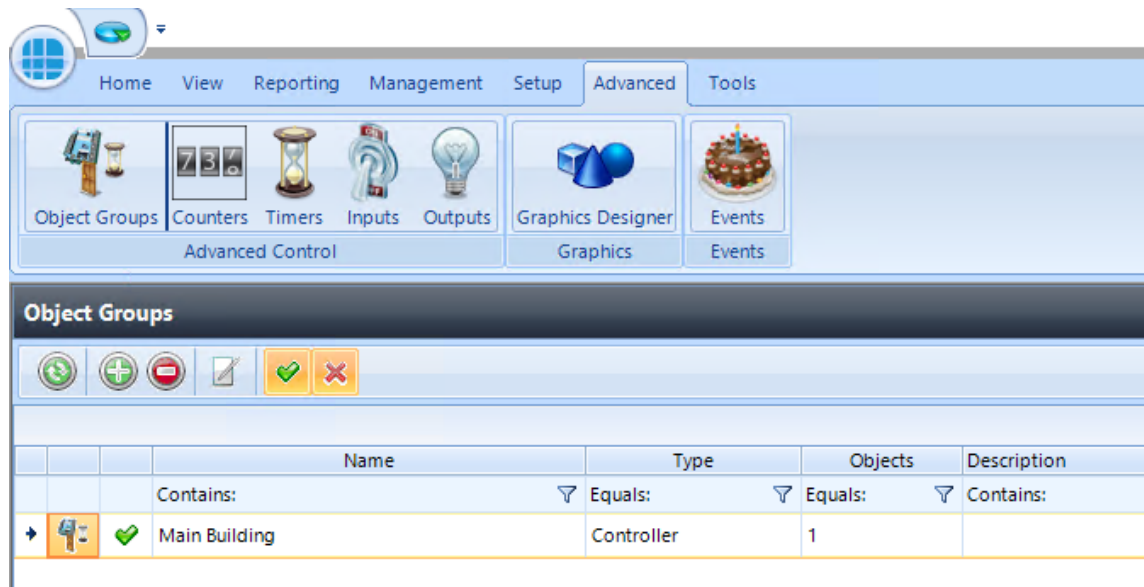 Home View Reporting Management Setup Advanced Tools
736
Object Groups Counters Timers Inputs Outputs Graphics Designer Events
Advanced Control Graphics Events
Object Groups
Name Type Objects Description
Contains: Equals: Equals: Contains:
Main Building Controller 1